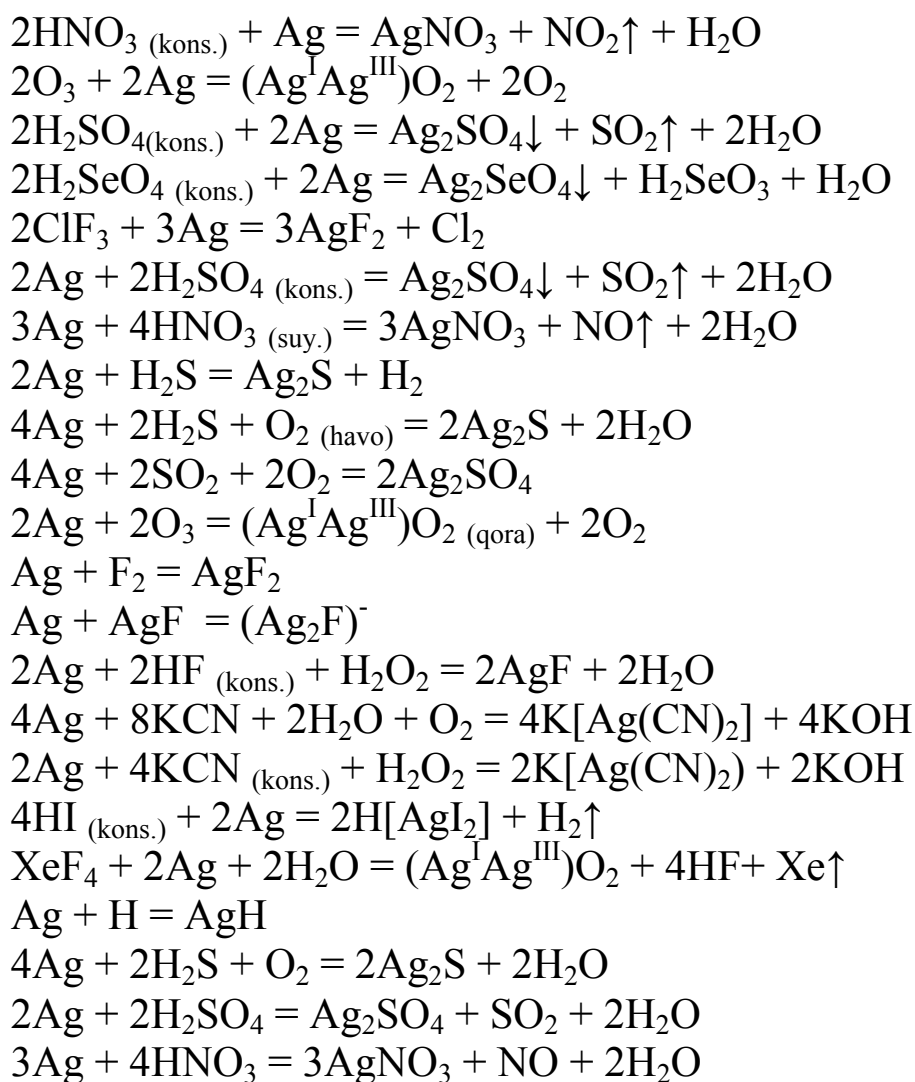 2HNO₃ (kons.) + Ag = AgNO₃ + NO₂↑ + H₂O
2O₃ + 2Ag = (AgᴵAgᴵᴵᴵ)O₂ + 2O₂
2H₂SO₄(kons.) + 2Ag = Ag₂SO₄↓ + SO₂↑ + 2H₂O
2H₂SeO₄ (kons.) + 2Ag = Ag₂SeO₄↓ + H₂SeO₃ + H₂O
2ClF₃ + 3Ag = 3AgF₂ + Cl₂
2Ag + 2H₂SO₄ (kons.) = Ag₂SO₄↓ + SO₂↑ + 2H₂O
3Ag + 4HNO₃ (suy.) = 3AgNO₃ + NO↑ + 2H₂O
2Ag + H₂S = Ag₂S + H₂
4Ag + 2H₂S + O₂ (havo) = 2Ag₂S + 2H₂O
4Ag + 2SO₂ + 2O₂ = 2Ag₂SO₄
2Ag + 2O₃ = (AgᴵAgᴵᴵᴵ)O₂ (qora) + 2O₂
Ag + F₂ = AgF₂
Ag + AgF = (Ag₂F)⁻
2Ag + 2HF (kons.) + H₂O₂ = 2AgF + 2H₂O
4Ag + 8KCN + 2H₂O + O₂ = 4K[Ag(CN)₂] + 4KOH
2Ag + 4KCN (kons.) + H₂O₂ = 2K[Ag(CN)₂) + 2KOH
4HI (kons.) + 2Ag = 2H[AgI₂] + H₂↑
XeF₄ + 2Ag + 2H₂O = (AgᴵAgᴵᴵᴵ)O₂ + 4HF+ Xe↑
Ag + H = AgH
4Ag + 2H₂S + O₂ = 2Ag₂S + 2H₂O
2Ag + 2H₂SO₄ = Ag₂SO₄ + SO₂ + 2H₂O
3Ag + 4HNO₃ = 3AgNO₃ + NO + 2H₂O